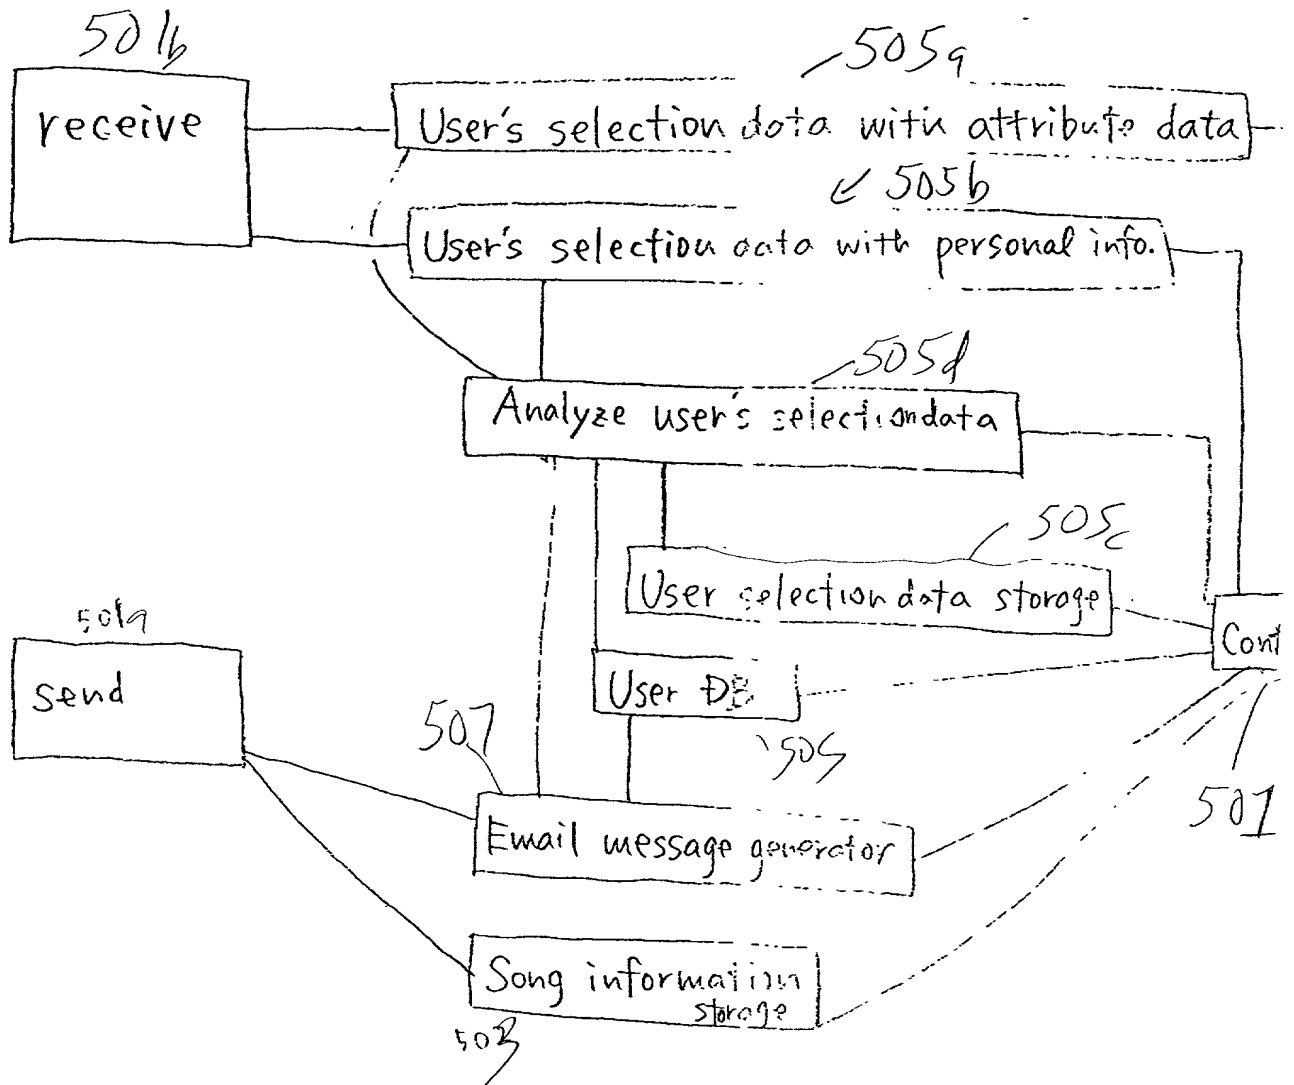 501b
receive
505a
User's selection data with attribute data
505b
User's selection data with personal info.
505d
Analyze user's selection data
505c
User selection data storage
501a
send
Cont
User DB
507
505
501
Email message generator
Song information
storage
503